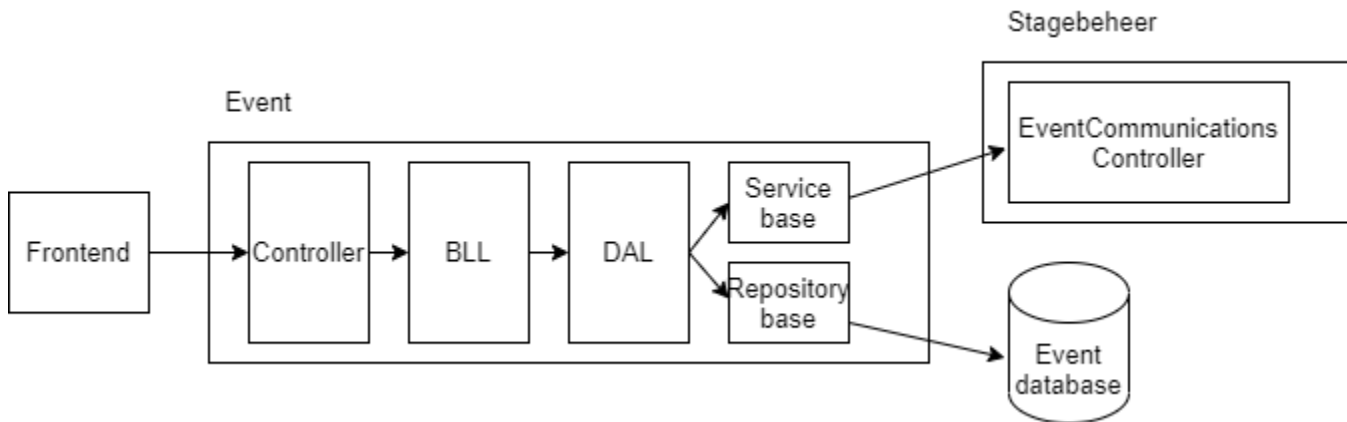 Stagebeheer
Event
EventCommunications
Controller
Service
base
Frontend
Controller
BLL
DAL
Repository
base
Event
database